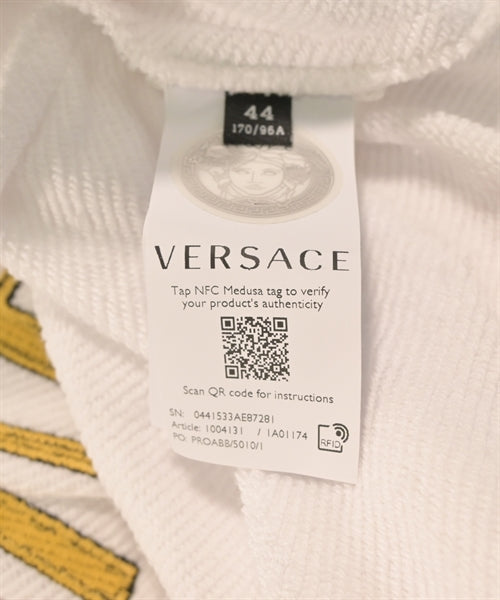 44
170/96A
VERSACE
Tap NFC Medusa tag to verify
your product's authenticity
Scan QR code for instructions
SN: 0441533AE87281
Article: 1004131 / 1A01174
PO: PROABB/5010/1
RFID